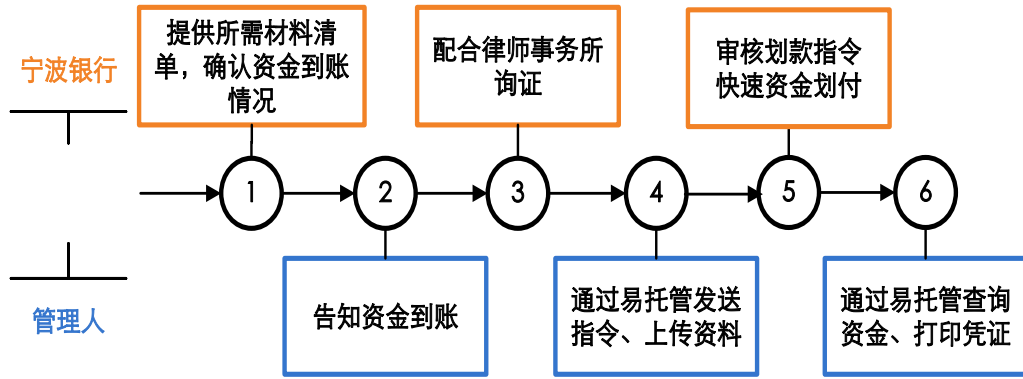 提供所需材料清
单，确认资金到账
情况
配合律师事务所
询证
审核划款指令
快速资金划付
宁波银行
1
2
3
4
5
6
管理人
告知资金到账
通过易托管发送
指令、上传资料
通过易托管查询
资金、打印凭证